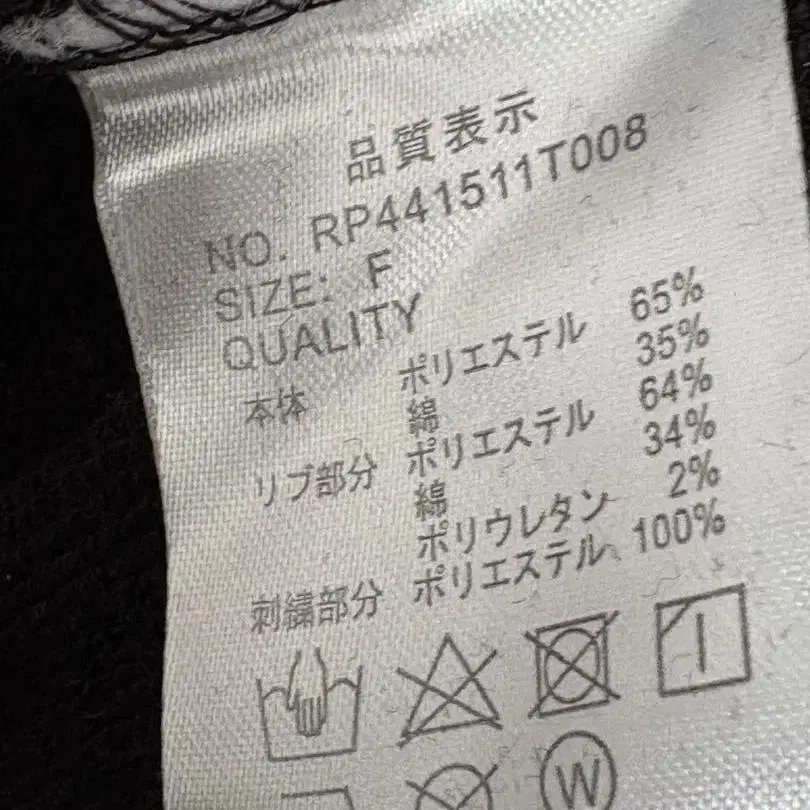 品質表示
NO. RP441511T008
SIZE: F
QUALITY
本体 ポリエステル 65%
綿 35%
リブ部分 ポリエステル 64%
綿 34%
ポリウレタン 2%
刺繍部分 ポリエステル 100%
W